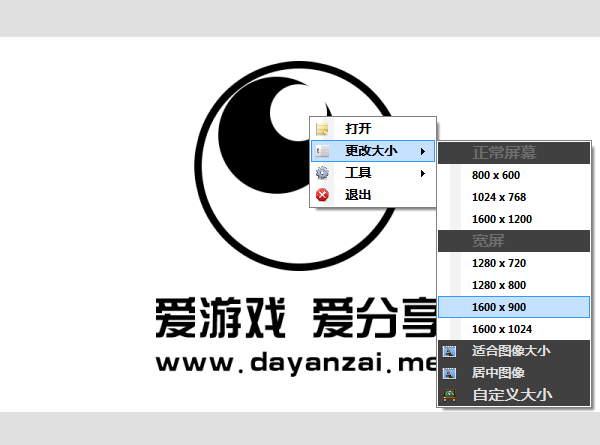 打开
更改大小
工具
退出
正常屏幕
800 x 600
1024 x 768
1600 x 1200
宽屏
1280 x 720
1280 x 800
1600 x 900
1600 x 1024
适合图像大小
居中图像
自定义大小
爱游戏 爱分享
www.dayanzai.me